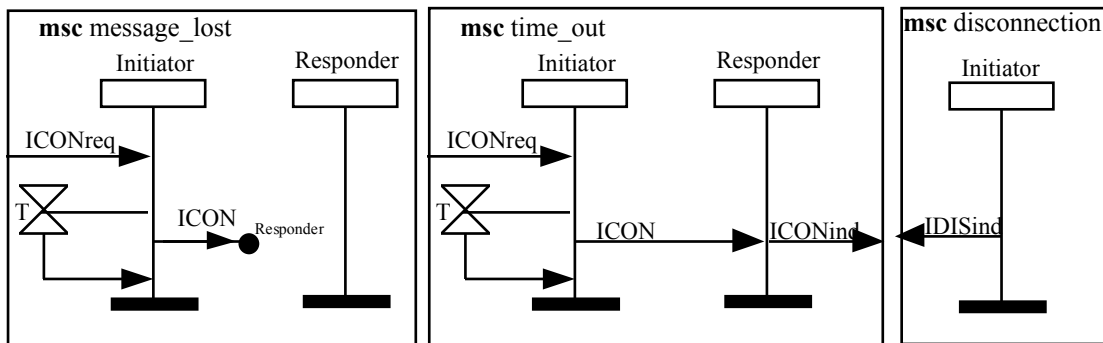 msc message_lost
Initiator
Responder
ICONreq
T
ICON
Responder
msc time_out
Initiator
Responder
ICONreq
T
ICON
ICONind
msc disconnection
Initiator
IDISind